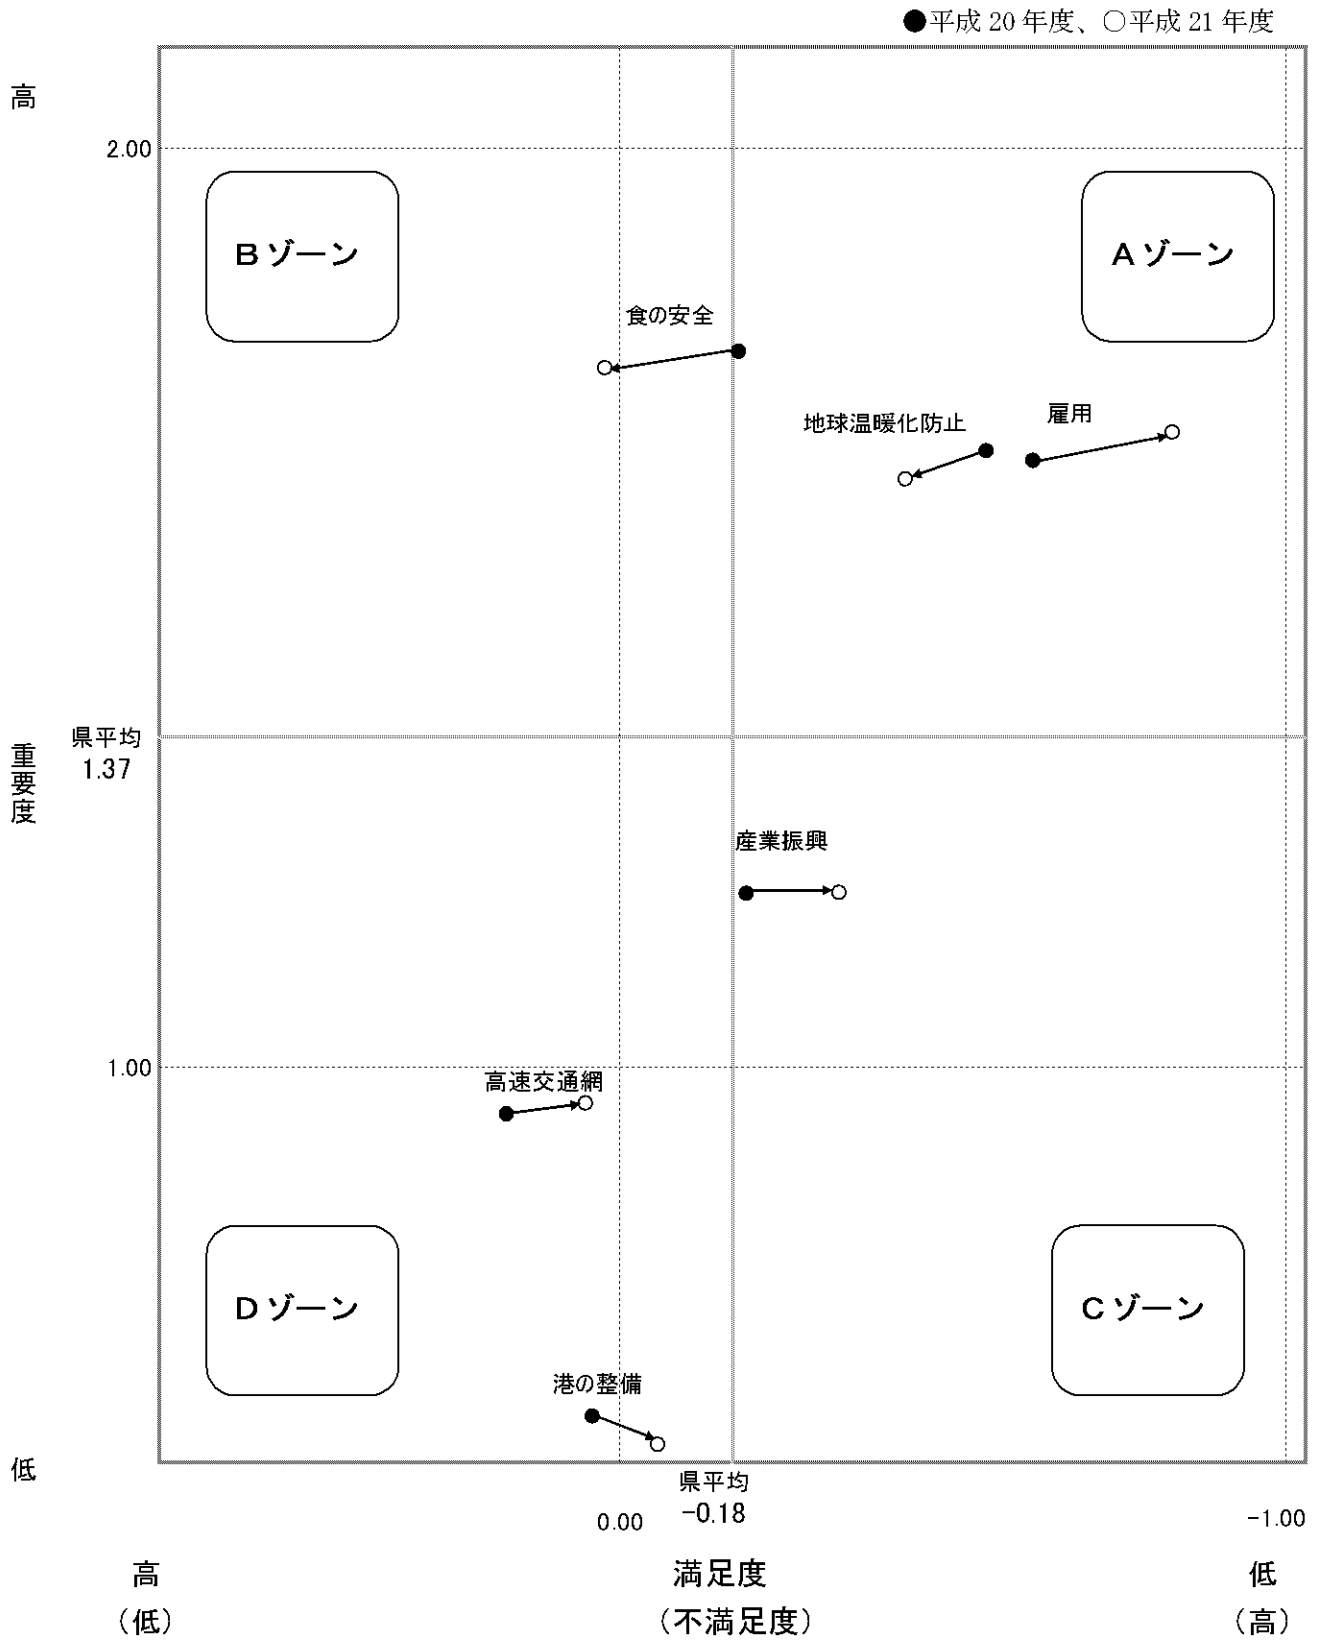 ●平成 20 年度、○平成 21 年度
高
2.00
Bゾーン
Aゾーン
食の安全
地球温暖化防止
雇用
県平均
1.37
重要度
産業振興
1.00
高速交通網
Dゾーン
Cゾーン
港の整備
低
県平均
-0.18
0.00
-1.00
高
満足度
低
（低）
（不満足度）
（高）